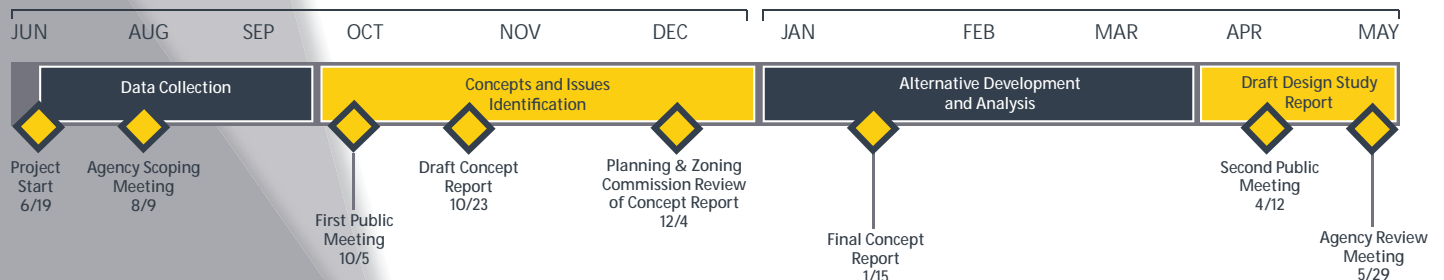 JUN AUG SEP OCT NOV DEC JAN FEB MAR APR MAY
Data Collection
Concepts and Issues
Identification
Alternative Development
and Analysis
Draft Design Study
Report
Project
Start
6/19
Agency Scoping
Meeting
8/9
First Public
Meeting
10/5
Draft Concept
Report
10/23
Planning & Zoning
Commission Review
of Concept Report
12/4
Final Concept
Report
1/15
Second Public
Meeting
4/12
Agency Review
Meeting
5/29